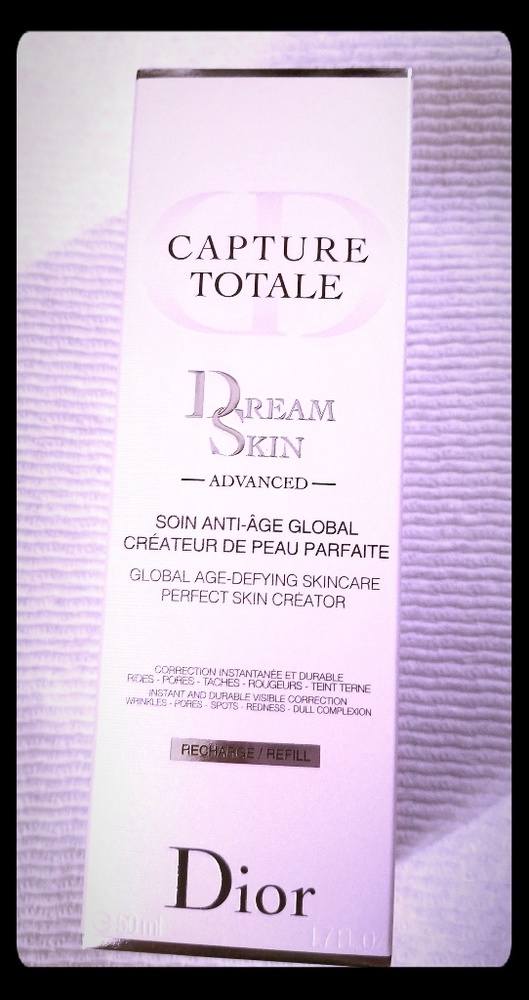 CAPTURE
TOTALE
DREAM
SKIN
ADVANCED
SOIN ANTI-ÂGE GLOBAL
CRÉATEUR DE PEAU PARFAITE
GLOBAL AGE-DEFYING SKINCARE
PERFECT SKIN CREATOR
CORRECTION INSTANTANÉE ET DURABLE
RIDES - PORES - TACHES - ROUGEURS - TEINT TERNE
INSTANT AND DURABLE VISIBLE CORRECTION
WRINKLES - PORES - SPOTS - REDNESS - DULL COMPLEXION
RECHARGE / REFILL
Dior
℮ 50 ml 1.7 fl. o